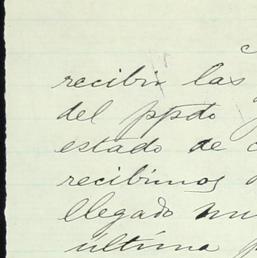 recibir las
del ppdo
estado de
recibimos
llegado
última